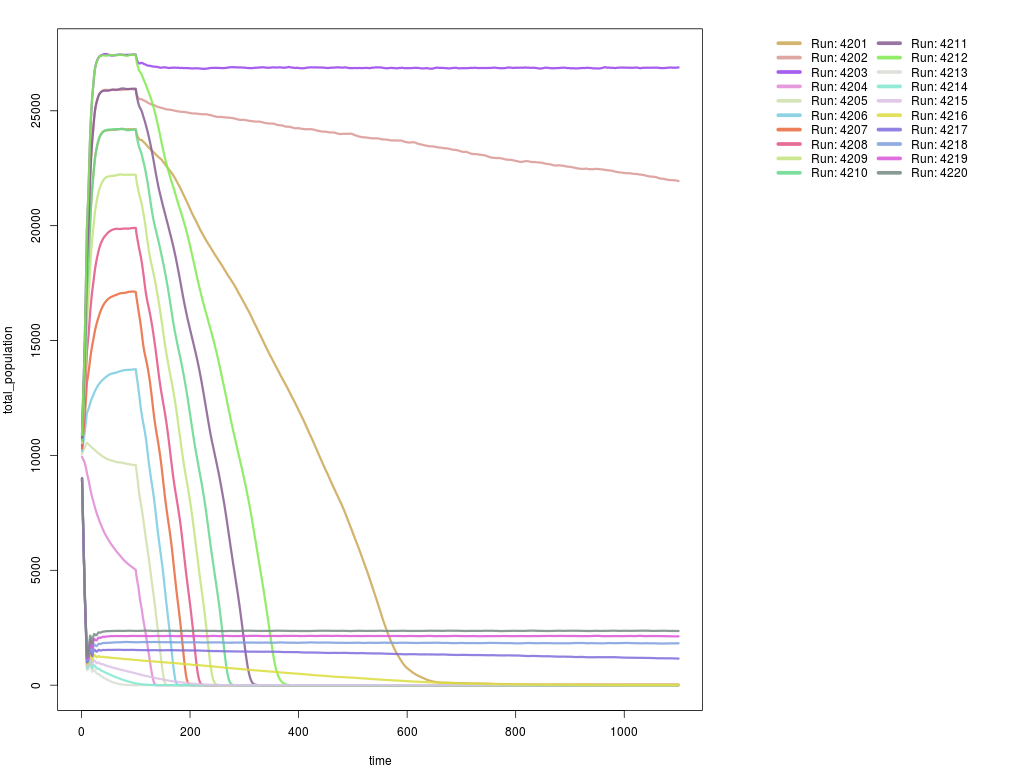 Run: 4201
Run: 4202
Run: 4203
Run: 4204
Run: 4205
Run: 4206
Run: 4207
Run: 4208
Run: 4209
Run: 4210
Run: 4211
Run: 4212
Run: 4213
Run: 4214
Run: 4215
Run: 4216
Run: 4217
Run: 4218
Run: 4219
Run: 4220
total_population
25000
20000
15000
10000
5000
0
0 200 400 600 800 1000
time